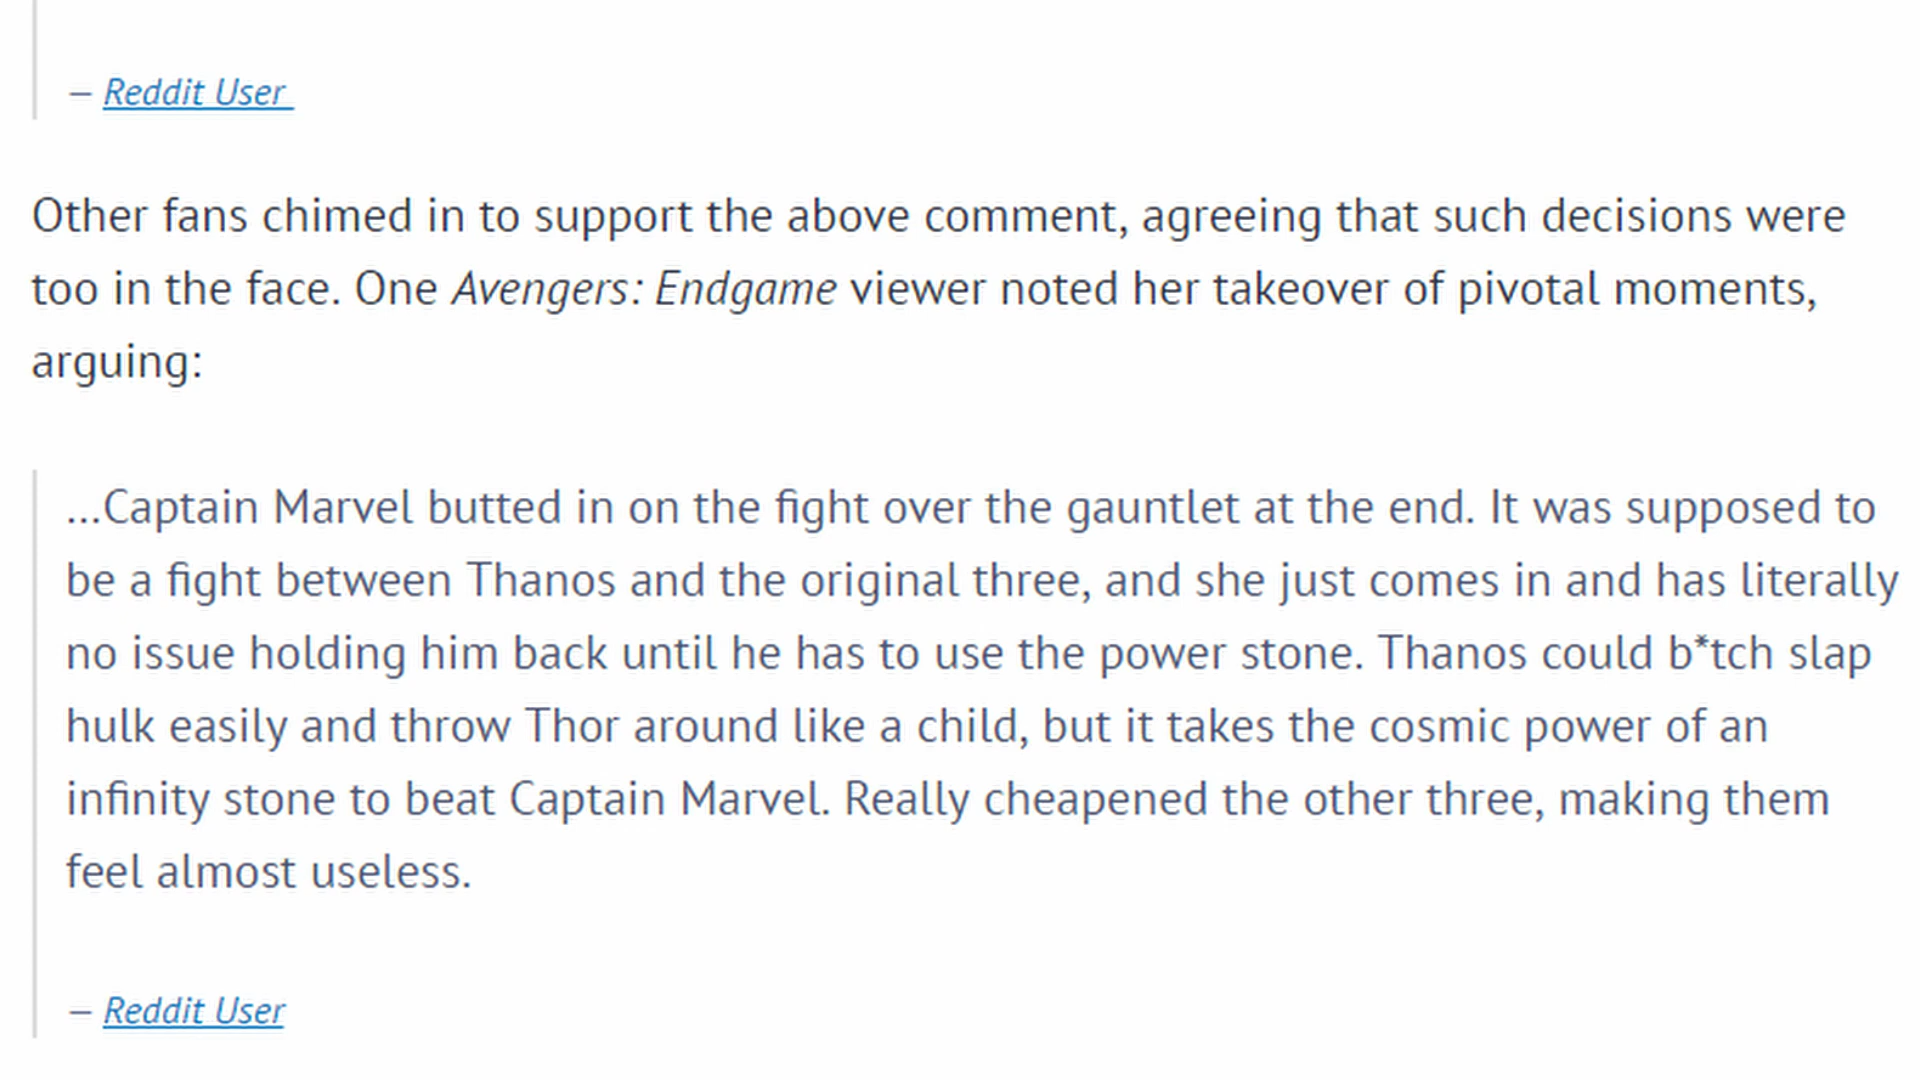 – Reddit User
Other fans chimed in to support the above comment, agreeing that such decisions were
too in the face. One Avengers: Endgame viewer noted her takeover of pivotal moments,
arguing:
...Captain Marvel butted in on the fight over the gauntlet at the end. It was supposed to
be a fight between Thanos and the original three, and she just comes in and has literally
no issue holding him back until he has to use the power stone. Thanos could b*tch slap
hulk easily and throw Thor around like a child, but it takes the cosmic power of an
infinity stone to beat Captain Marvel. Really cheapened the other three, making them
feel almost useless.
– Reddit User